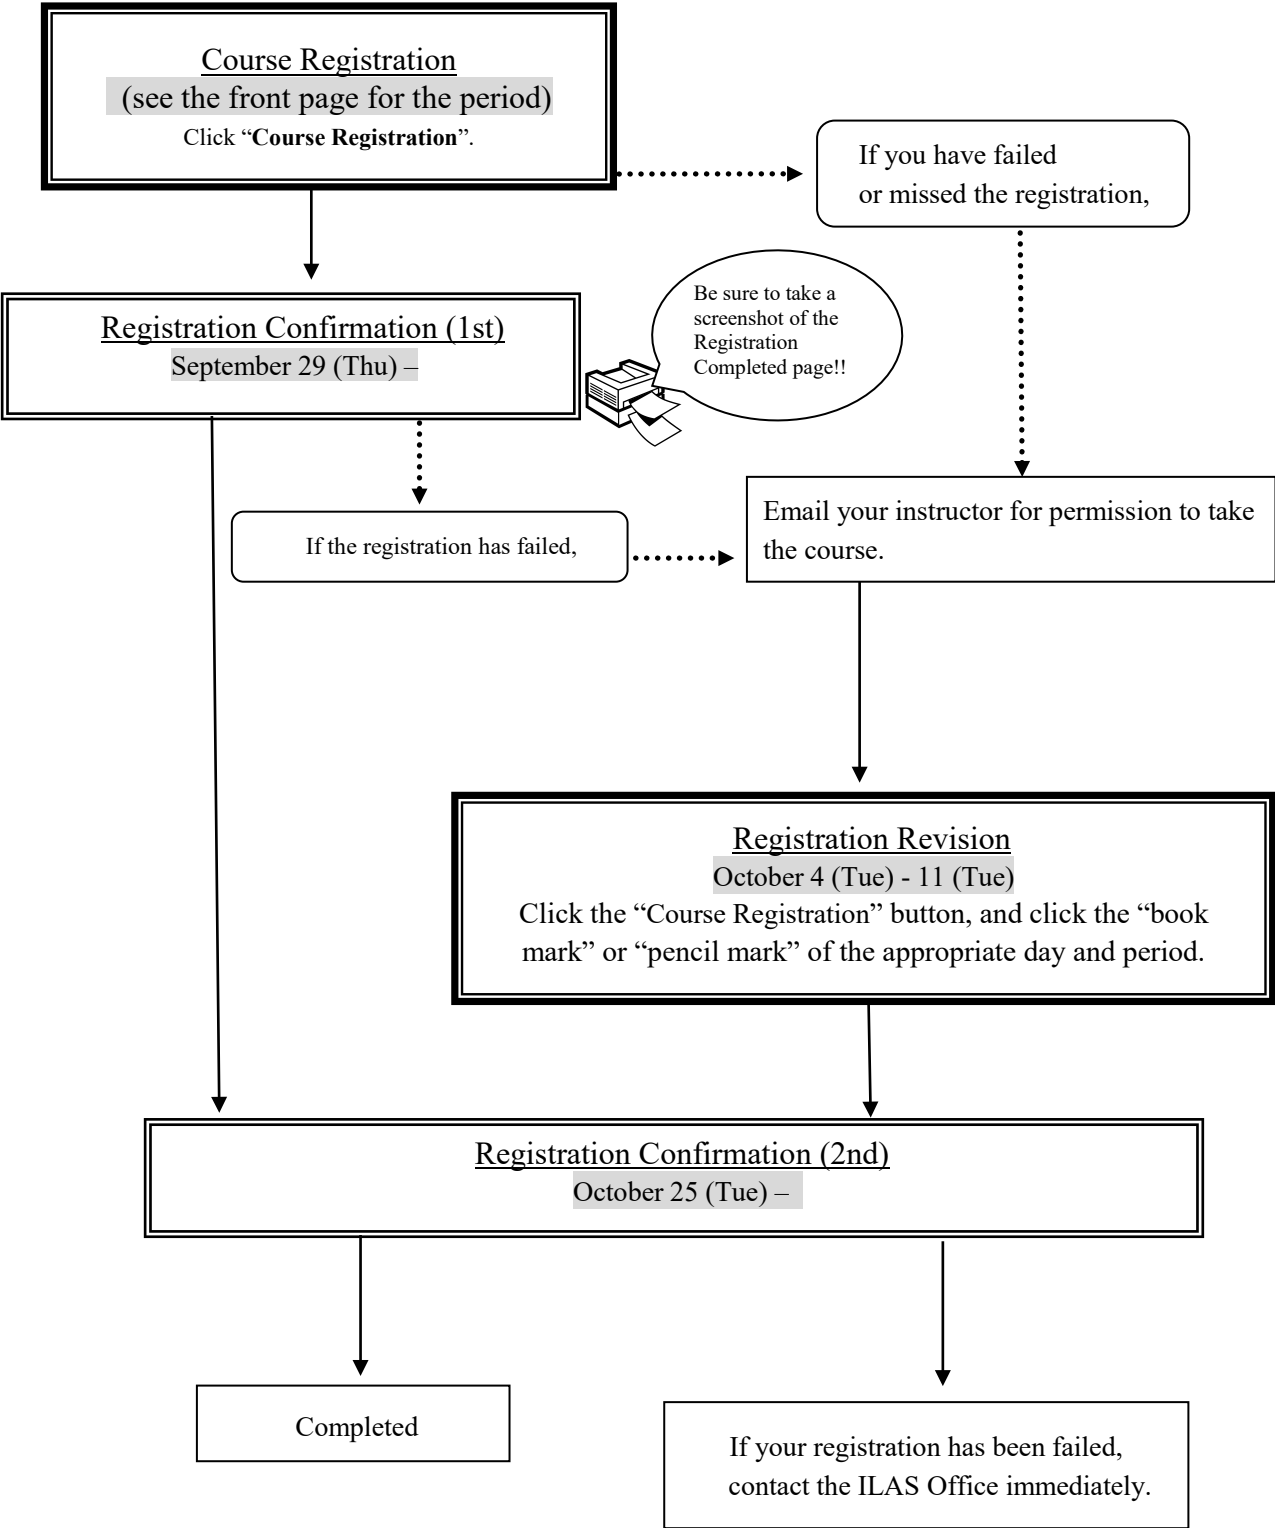 Course Registration
(see the front page for the period)
Click “Course Registration”.
If you have failed
or missed the registration,
Be sure to take a
screenshot of the
Registration
Completed page!!
Registration Confirmation (1st)
September 29 (Thu) –
If the registration has failed,
Email your instructor for permission to take
the course.
Registration Revision
October 4 (Tue) - 11 (Tue)
Click the “Course Registration” button, and click the “book
mark” or “pencil mark” of the appropriate day and period.
Registration Confirmation (2nd)
October 25 (Tue) –
Completed
If your registration has been failed,
contact the ILAS Office immediately.